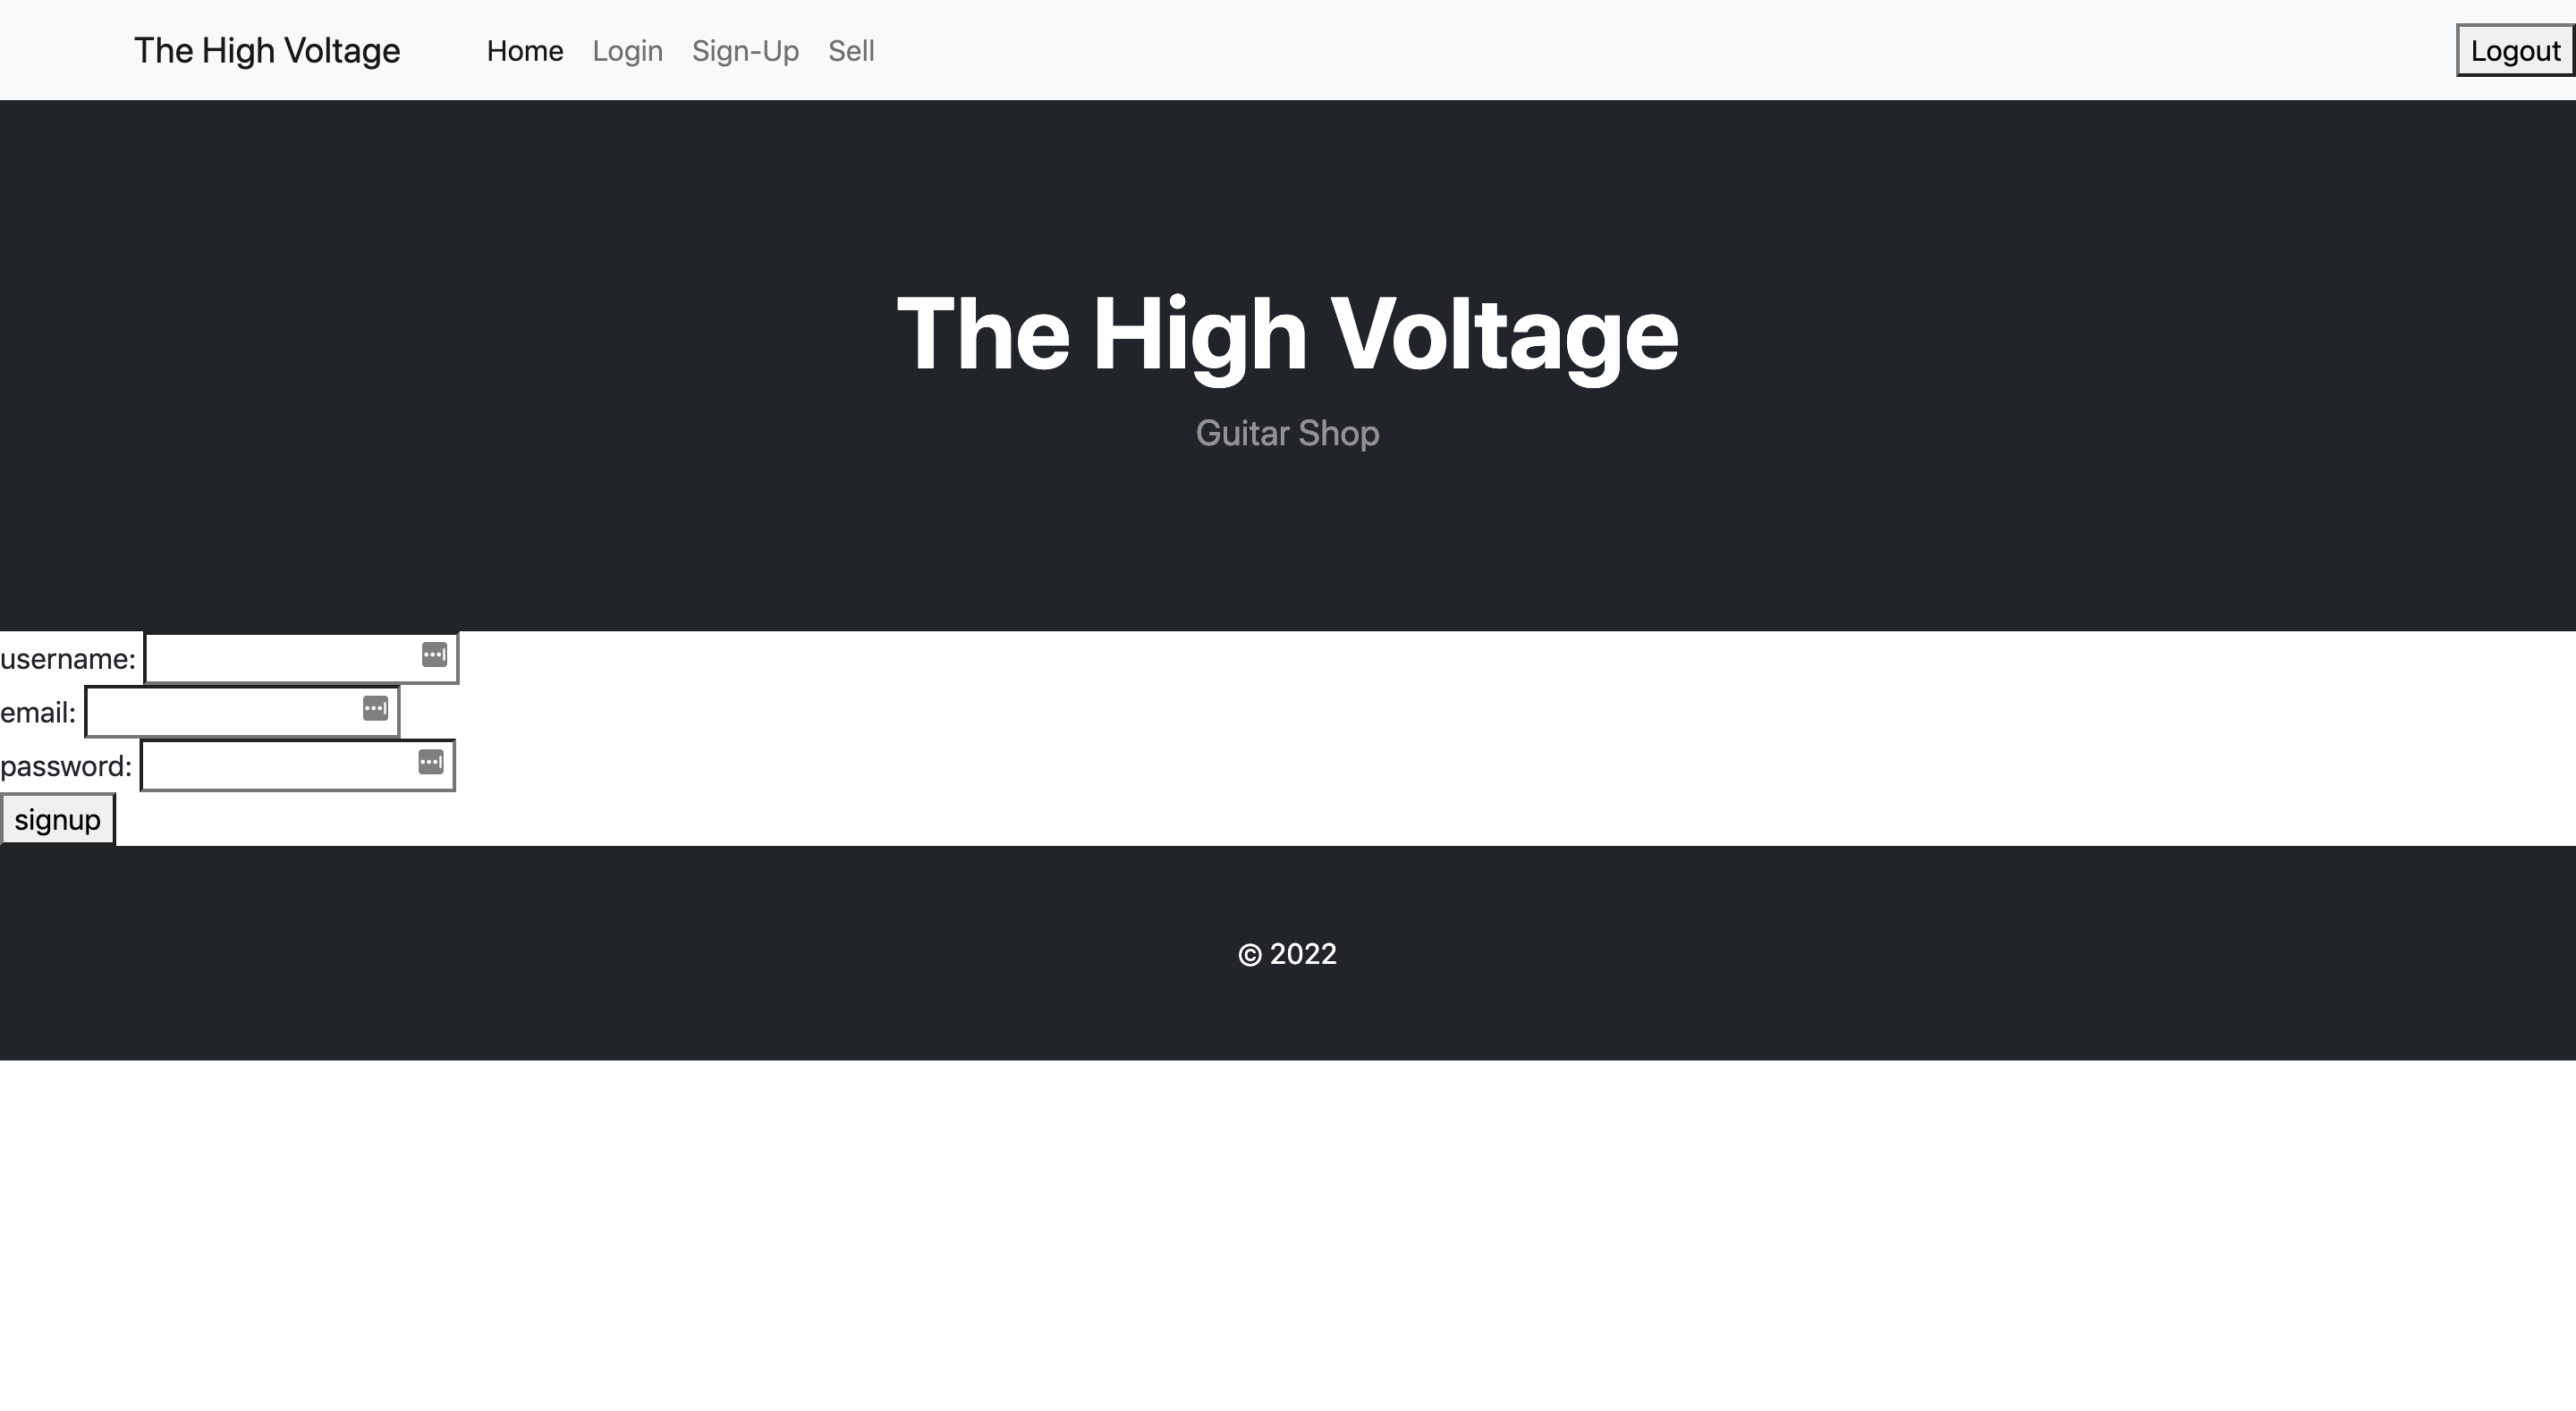 The High Voltage Home Login Sign-Up Sell Logout
The High Voltage
Guitar Shop
username:
email:
password:
signup
© 2022